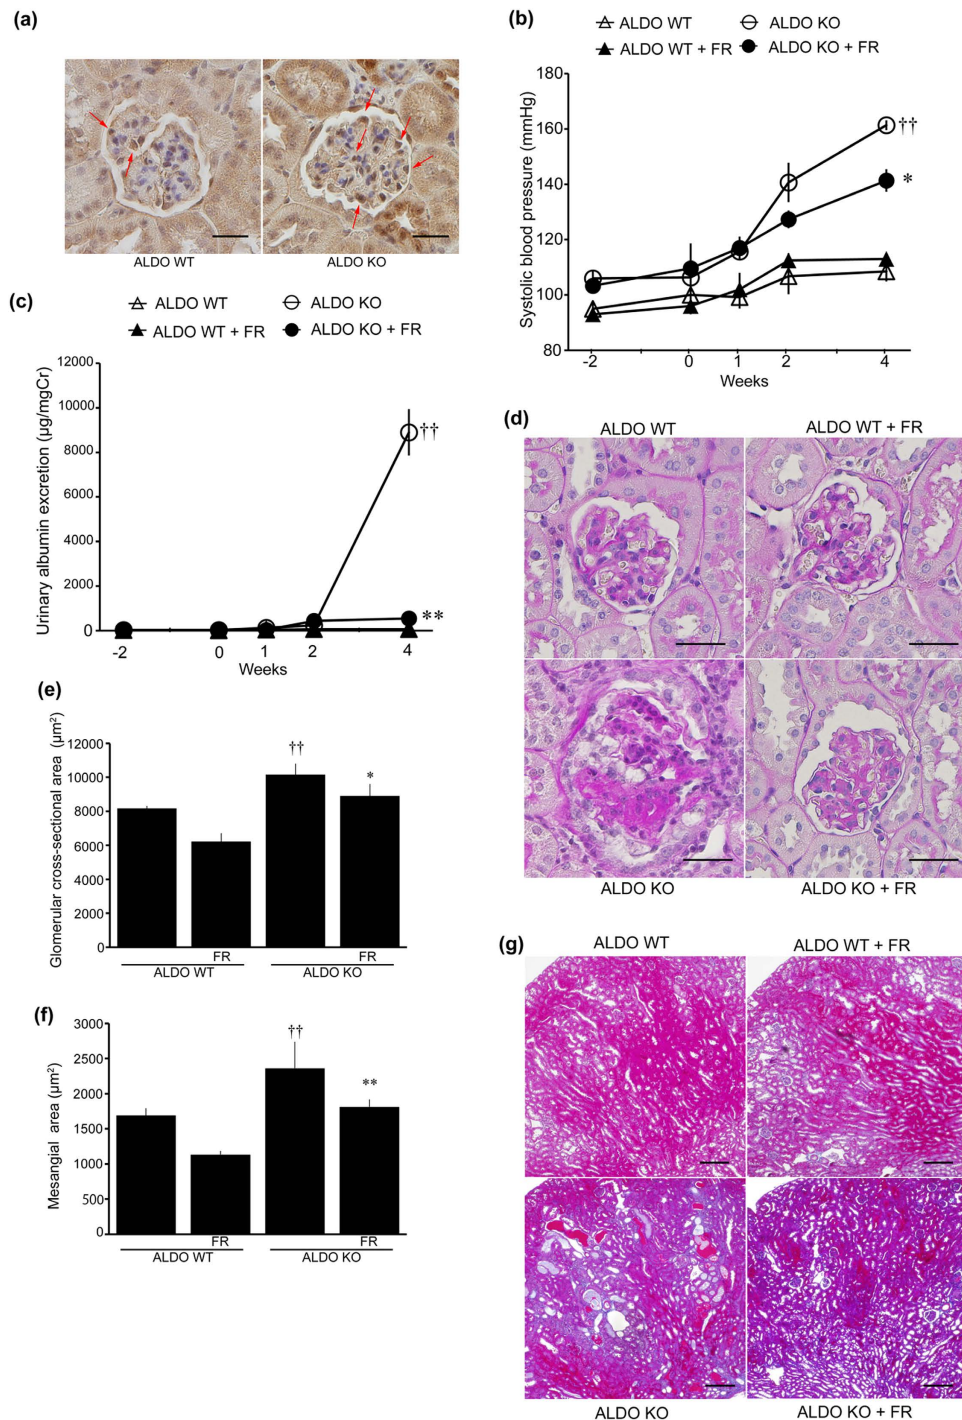 (a)
ALDO WT
ALDO KO
(b)
ALDO WT
ALDO KO
ALDO WT + FR
ALDO KO + FR
Systolic blood pressure (mmHg)
180
160
140
120
100
80
††
*
-2
0
1
2
4
Weeks
(c)
ALDO WT
ALDO KO
ALDO WT + FR
ALDO KO + FR
Urinary albumin excretion (µg/mgCr)
12000
10000
8000
6000
4000
2000
0
††
**
-2
0
1
2
4
Weeks
(d)
ALDO WT
ALDO WT + FR
ALDO KO
ALDO KO + FR
(e)
Glomerular cross-sectional area (µm²)
12000
10000
8000
6000
4000
2000
0
††
*
FR
FR
ALDO WT
ALDO KO
(f)
Mesangial area (µm²)
3000
2500
2000
1500
1000
500
0
††
**
FR
FR
ALDO WT
ALDO KO
(g)
ALDO WT
ALDO WT + FR
ALDO KO
ALDO KO + FR